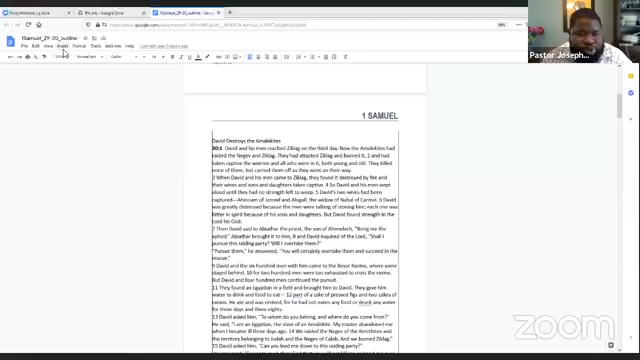 1Samuel_29-30_outline
File Edit View Insert Format Tools Add-ons Help
Last edit was 5 hours ago
Pastor Joseph...
1 SAMUEL
David Destroys the Amalekites
30:1 David and his men reached Ziklag on the third day. Now the Amalekites had
raided the Negev and Ziklag. They had attacked Ziklag and burned it, 2 and had
taken captive the women and all who were in it, both young and old. They killed
none of them, but carried them off as they went on their way.
3 When David and his men came to Ziklag, they found it destroyed by fire and
their wives and sons and daughters taken captive. 4 So David and his men wept
aloud until they had no strength left to weep. 5 David's two wives had been
captured—Ahinoam of Jezreel and Abigail, the widow of Nabal of Carmel. 6 David
was greatly distressed because the men were talking of stoning him; each one was
bitter in spirit because of his sons and daughters. But David found strength in the
Lord his God.
7 Then David said to Abiathar the priest, the son of Ahimelech, "Bring me the
ephod." Abiathar brought it to him, 8 and David inquired of the Lord, "Shall I
pursue this raiding party? Will I overtake them?"
"Pursue them," he answered. "You will certainly overtake them and succeed in the
rescue."
9 David and the six hundred men with him came to the Besor Ravine, where some
stayed behind. 10 for two hundred men were too exhausted to cross the ravine.
But David and four hundred men continued the pursuit.
11 They found an Egyptian in a field and brought him to David. They gave him
water to drink and food to eat— 12 part of a cake of pressed figs and two cakes of
raisins. He ate and was revived, for he had not eaten any food or drunk any water
for three days and three nights.
13 David asked him, "To whom do you belong, and where do you come from?"
He said, "I am an Egyptian, the slave of an Amalekite. My master abandoned me
when I became ill three days ago. 14 We raided the Negev of the Kerethites and
the territory belonging to Judah and the Negev of Caleb. And we burned Ziklag."
15 David asked him, "Can you lead me down to this raiding party?"
zoom